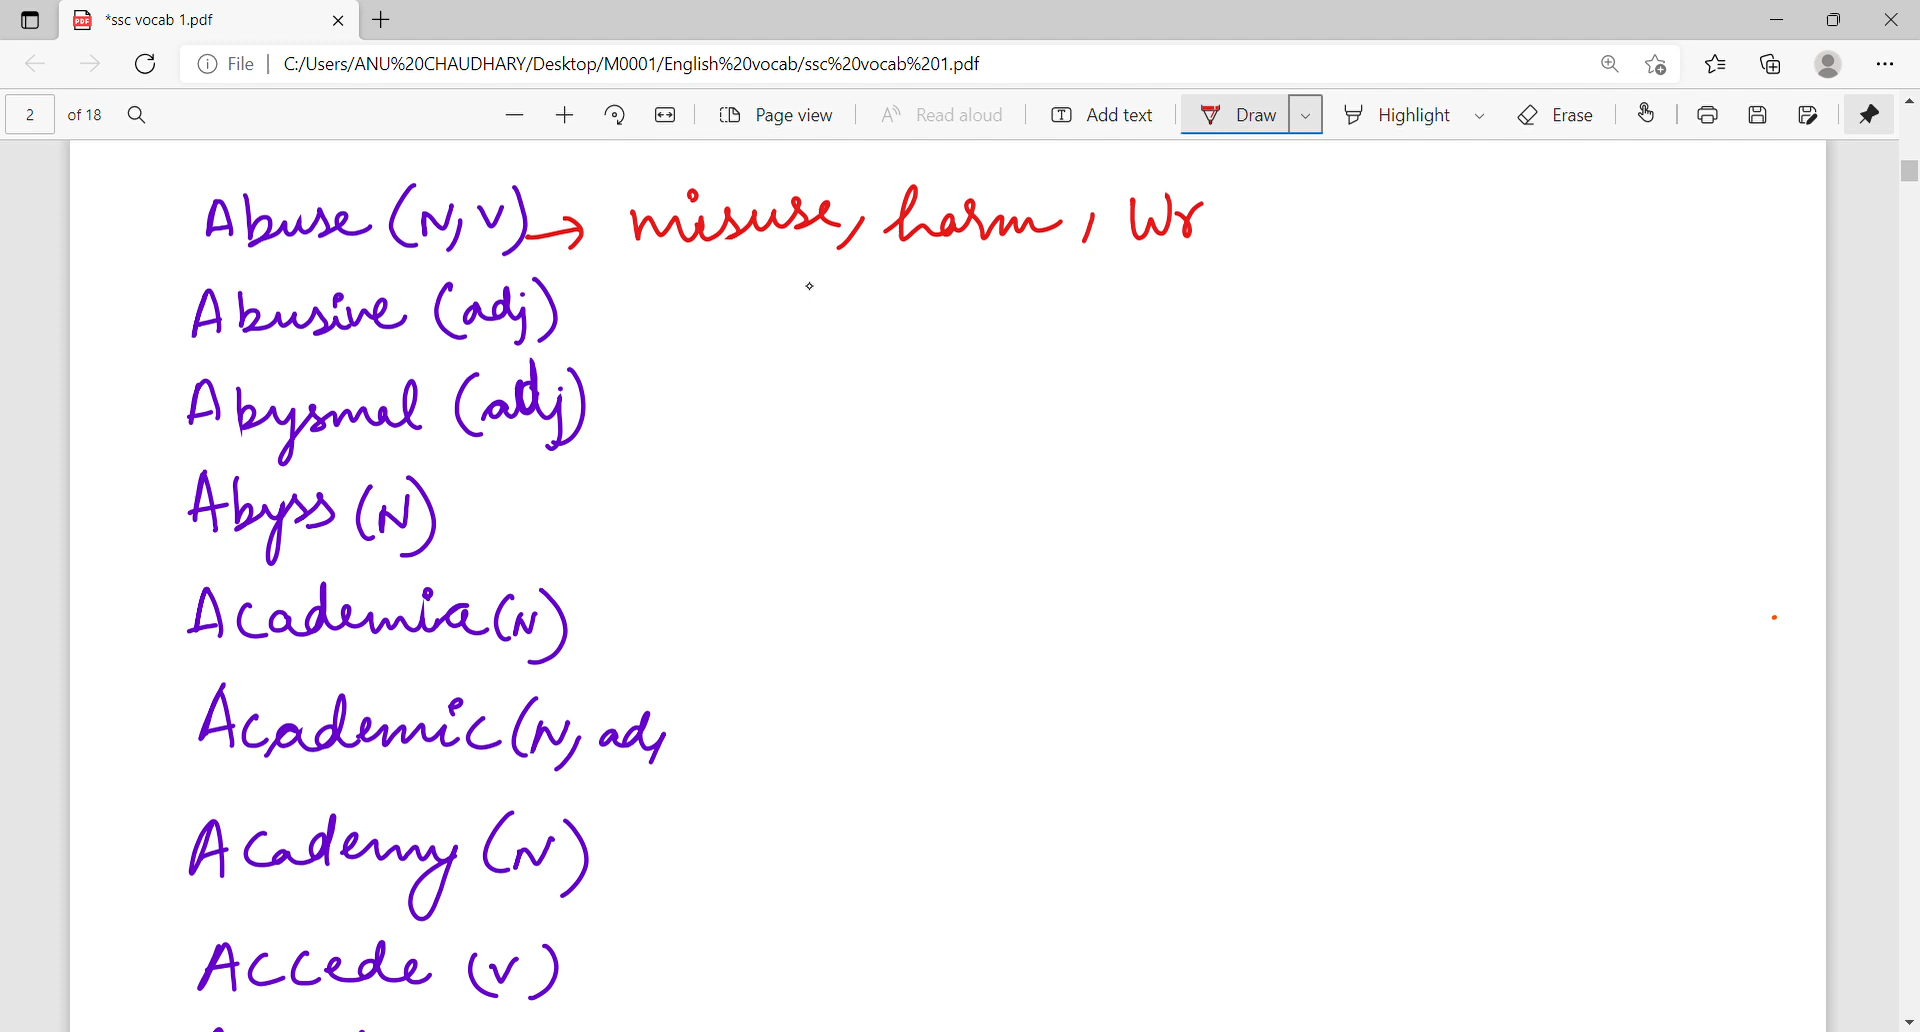 *ssc vocab 1.pdf
File | C:/Users/ANU%20CHAUDHARY/Desktop/M0001/English%20vocab/ssc%20vocab%201.pdf
2 of 18 Page view Read aloud Add text Draw Highlight Erase
Abuse (N, V) → misuse, harm, Wr
Abusive (adj)
Abysmal (adj)
Abyss (N)
Academia (N)
Academic (N, adj
Academy (N)
Accede (V)